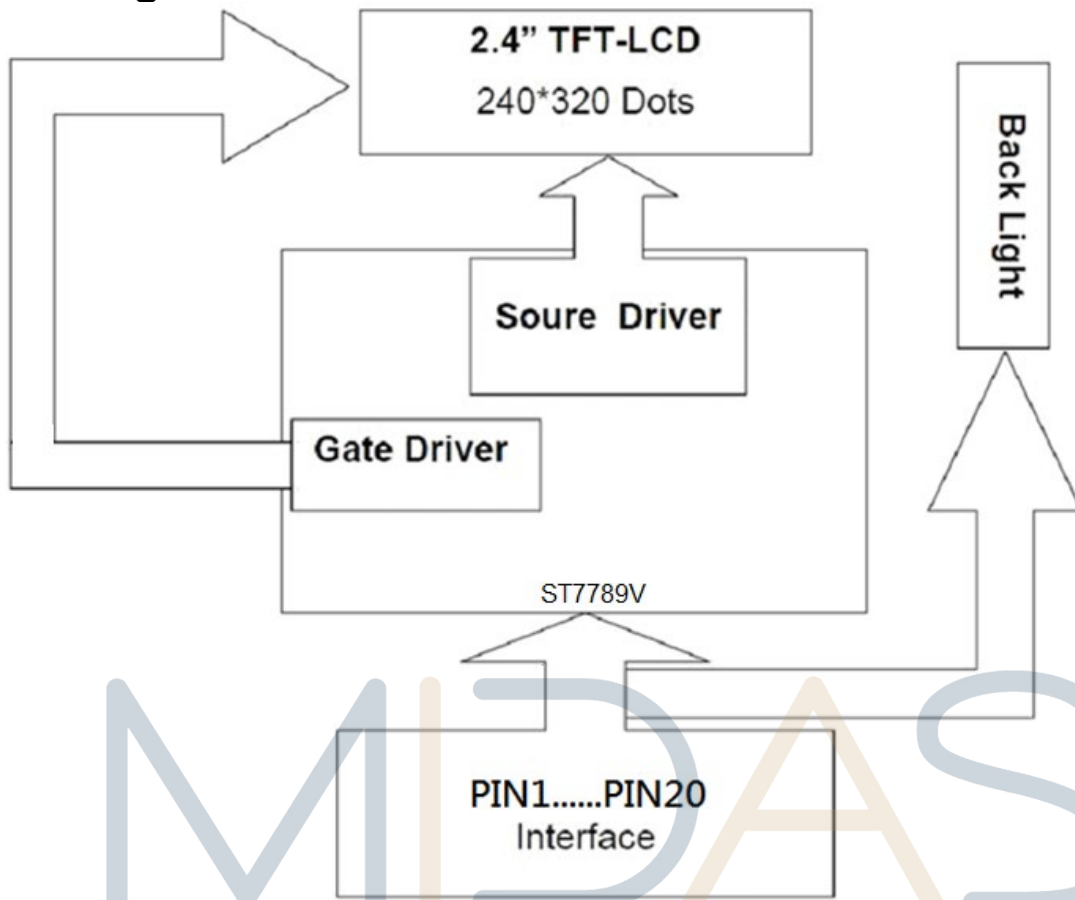 2.4” TFT-LCD
240*320 Dots
Back Light
Soure Driver
Gate Driver
ST7789V
PIN1......PIN20
Interface
MIDAS